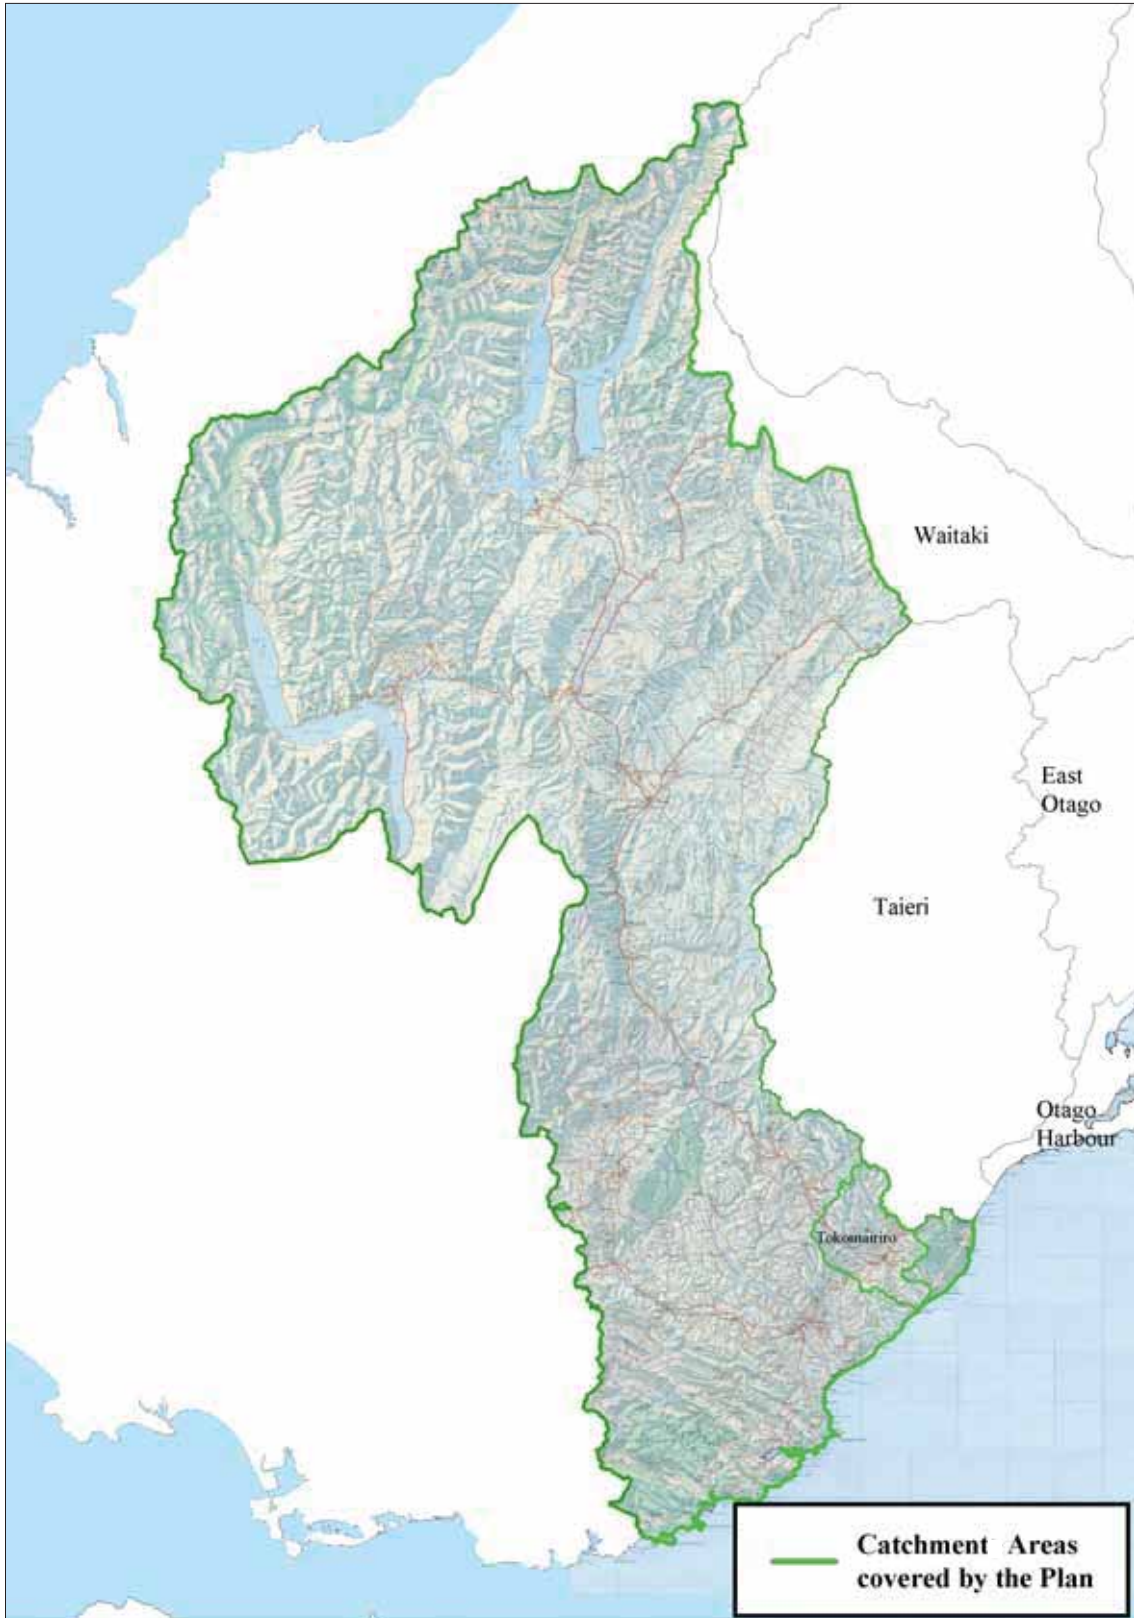 Waitaki
East
Otago
Taieri
Otago
Harbour
Tokomairiro
Catchment Areas
covered by the Plan